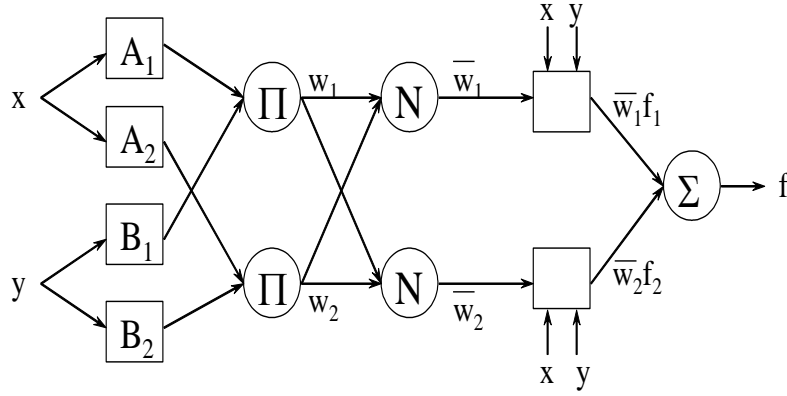 x y
A₁
x
A₂
Π w₁ N w̅₁
w̅₁f₁
Σ f
B₁
y
B₂
Π w₂ N w̅₂
w̅₂f₂
x y